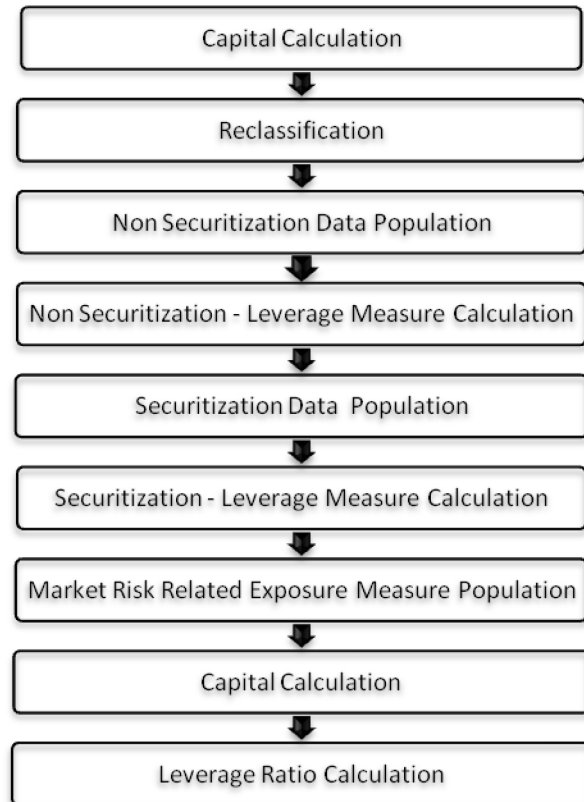 Capital Calculation
Reclassification
Non Securitization Data Population
Non Securitization - Leverage Measure Calculation
Securitization Data Population
Securitization - Leverage Measure Calculation
Market Risk Related Exposure Measure Population
Capital Calculation
Leverage Ratio Calculation